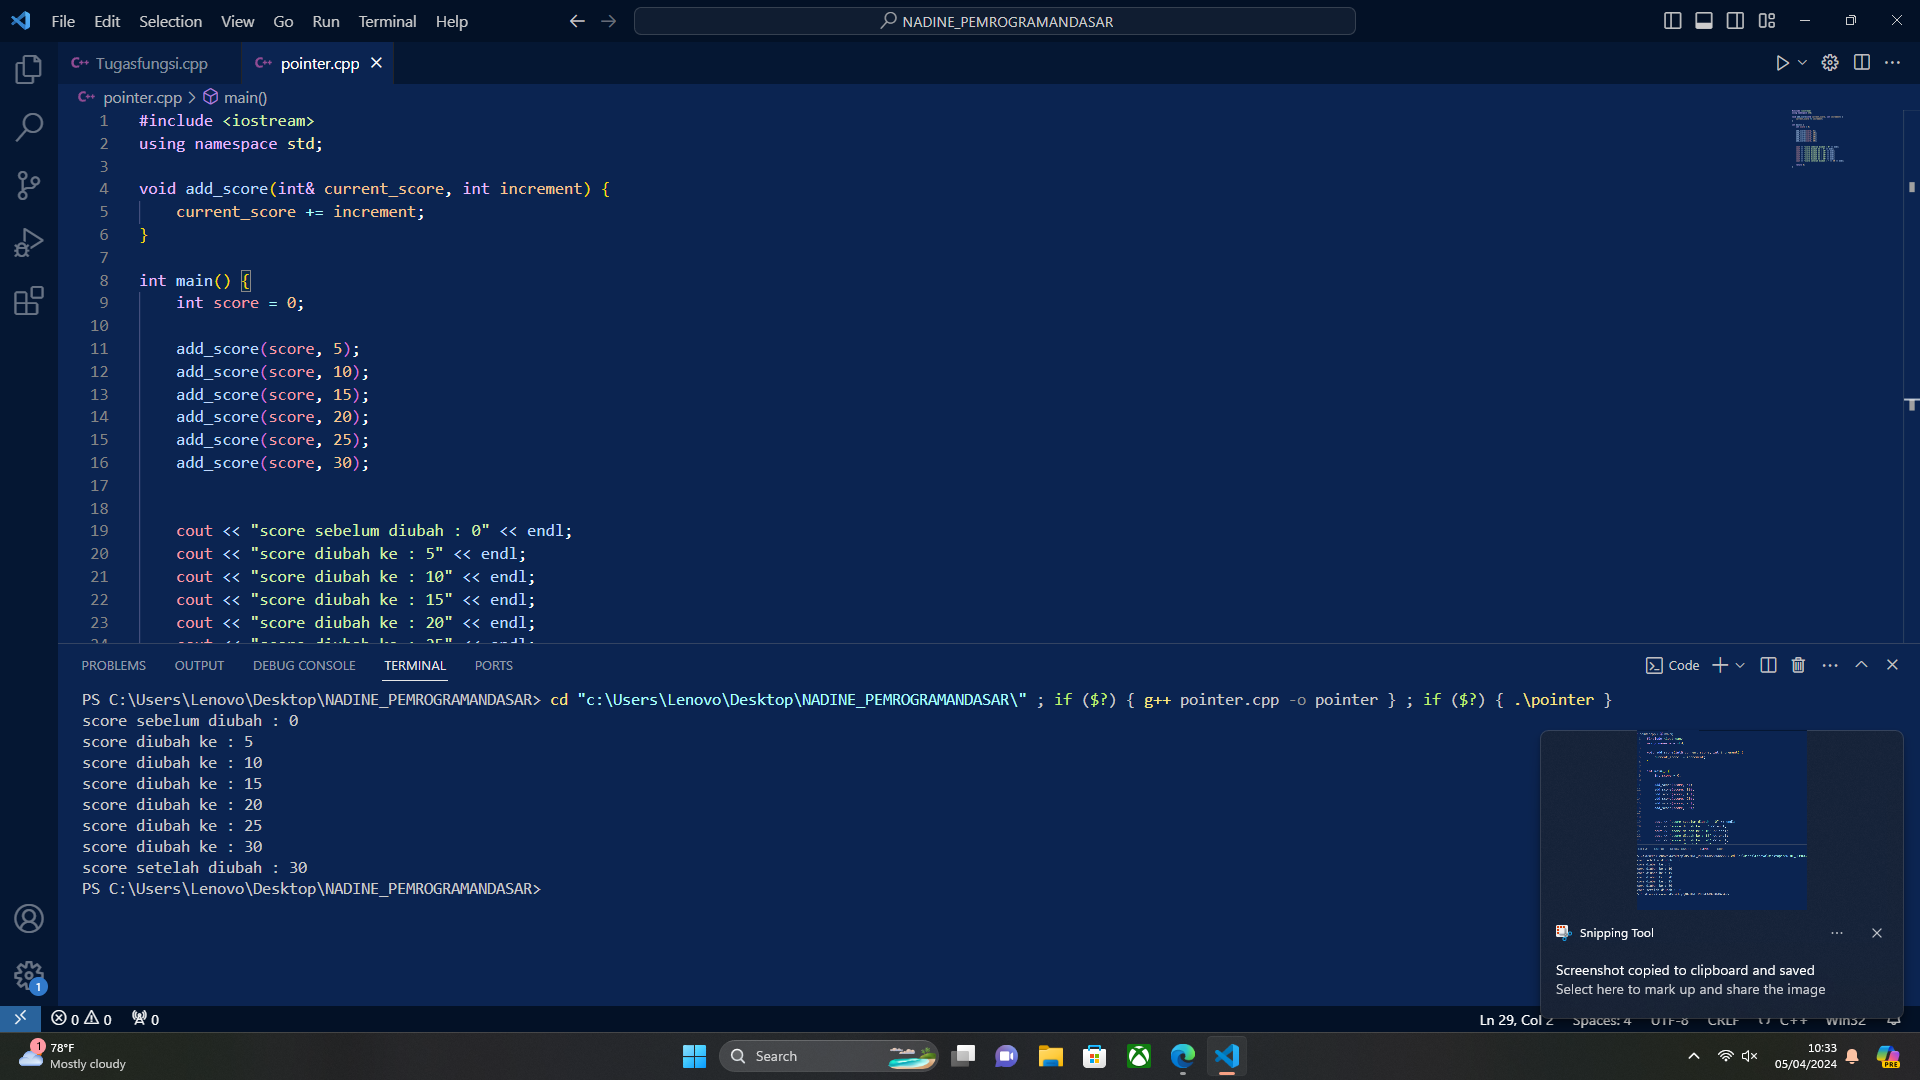 File Edit Selection View Go Run Terminal Help
NADINE_PEMROGRAMANDASAR
Tugasfungsi.cpp
pointer.cpp
pointer.cpp > main()
1 #include <iostream>
2 using namespace std;
3
4 void add_score(int& current_score, int increment) {
5 current_score += increment;
6 }
7
8 int main() {
9 int score = 0;
10
11 add_score(score, 5);
12 add_score(score, 10);
13 add_score(score, 15);
14 add_score(score, 20);
15 add_score(score, 25);
16 add_score(score, 30);
17
18
19 cout << "score sebelum diubah : 0" << endl;
20 cout << "score diubah ke : 5" << endl;
21 cout << "score diubah ke : 10" << endl;
22 cout << "score diubah ke : 15" << endl;
23 cout << "score diubah ke : 20" << endl;
24 cout << "score diubah ke : 25" << endl;
PROBLEMS OUTPUT DEBUG CONSOLE TERMINAL PORTS
Code
PS C:\Users\Lenovo\Desktop\NADINE_PEMROGRAMANDASAR> cd "c:\Users\Lenovo\Desktop\NADINE_PEMROGRAMANDASAR\" ; if ($?) { g++ pointer.cpp -o pointer } ; if ($?) { .\pointer }
score sebelum diubah : 0
score diubah ke : 5
score diubah ke : 10
score diubah ke : 15
score diubah ke : 20
score diubah ke : 25
score diubah ke : 30
score setelah diubah : 30
PS C:\Users\Lenovo\Desktop\NADINE_PEMROGRAMANDASAR>
Snipping Tool
Screenshot copied to clipboard and saved
Select here to mark up and share the image
1
0 0 0
Ln 29, Col 2 Spaces: 4 UTF-8 CRLF {} C++ Win32
1
78°F
Mostly cloudy
Search
10:33
05/04/2024
PRE